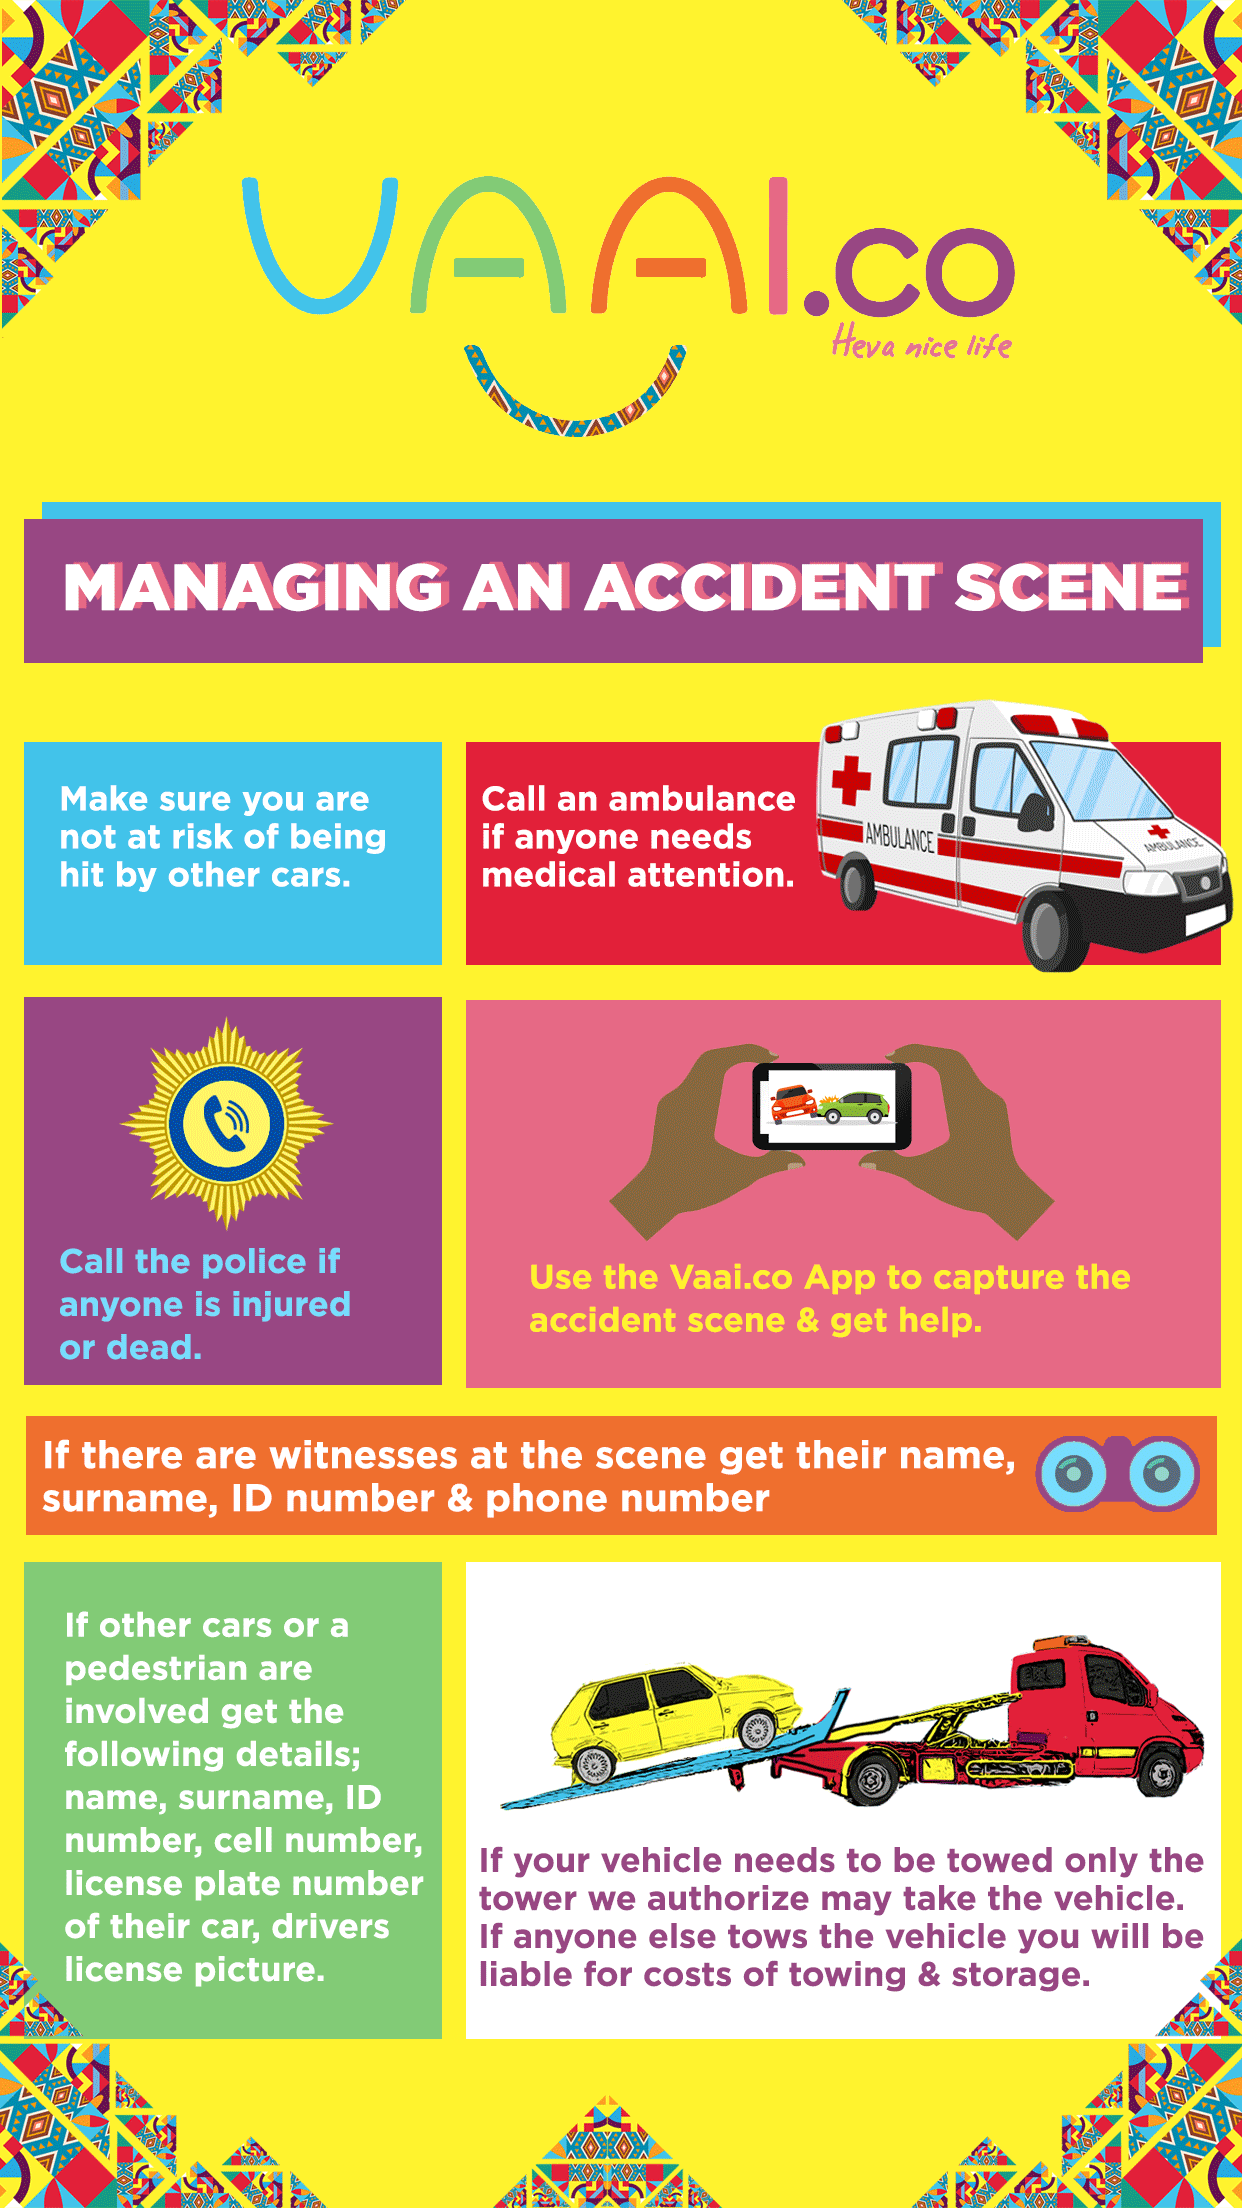 VAAI.co
Heva nice life
MANAGING AN ACCIDENT SCENE
Make sure you are
not at risk of being
hit by other cars.
Call an ambulance
if anyone needs
medical attention.
AMBULANCE
AMBULANCE
Call the police if
anyone is injured
or dead.
Use the Vaai.co App to capture the
accident scene & get help.
If there are witnesses at the scene get their name,
surname, ID number & phone number
If other cars or a
pedestrian are
involved get the
following details;
name, surname, ID
number, cell number,
license plate number
of their car, drivers
license picture.
If your vehicle needs to be towed only the
tower we authorize may take the vehicle.
If anyone else tows the vehicle you will be
liable for costs of towing & storage.